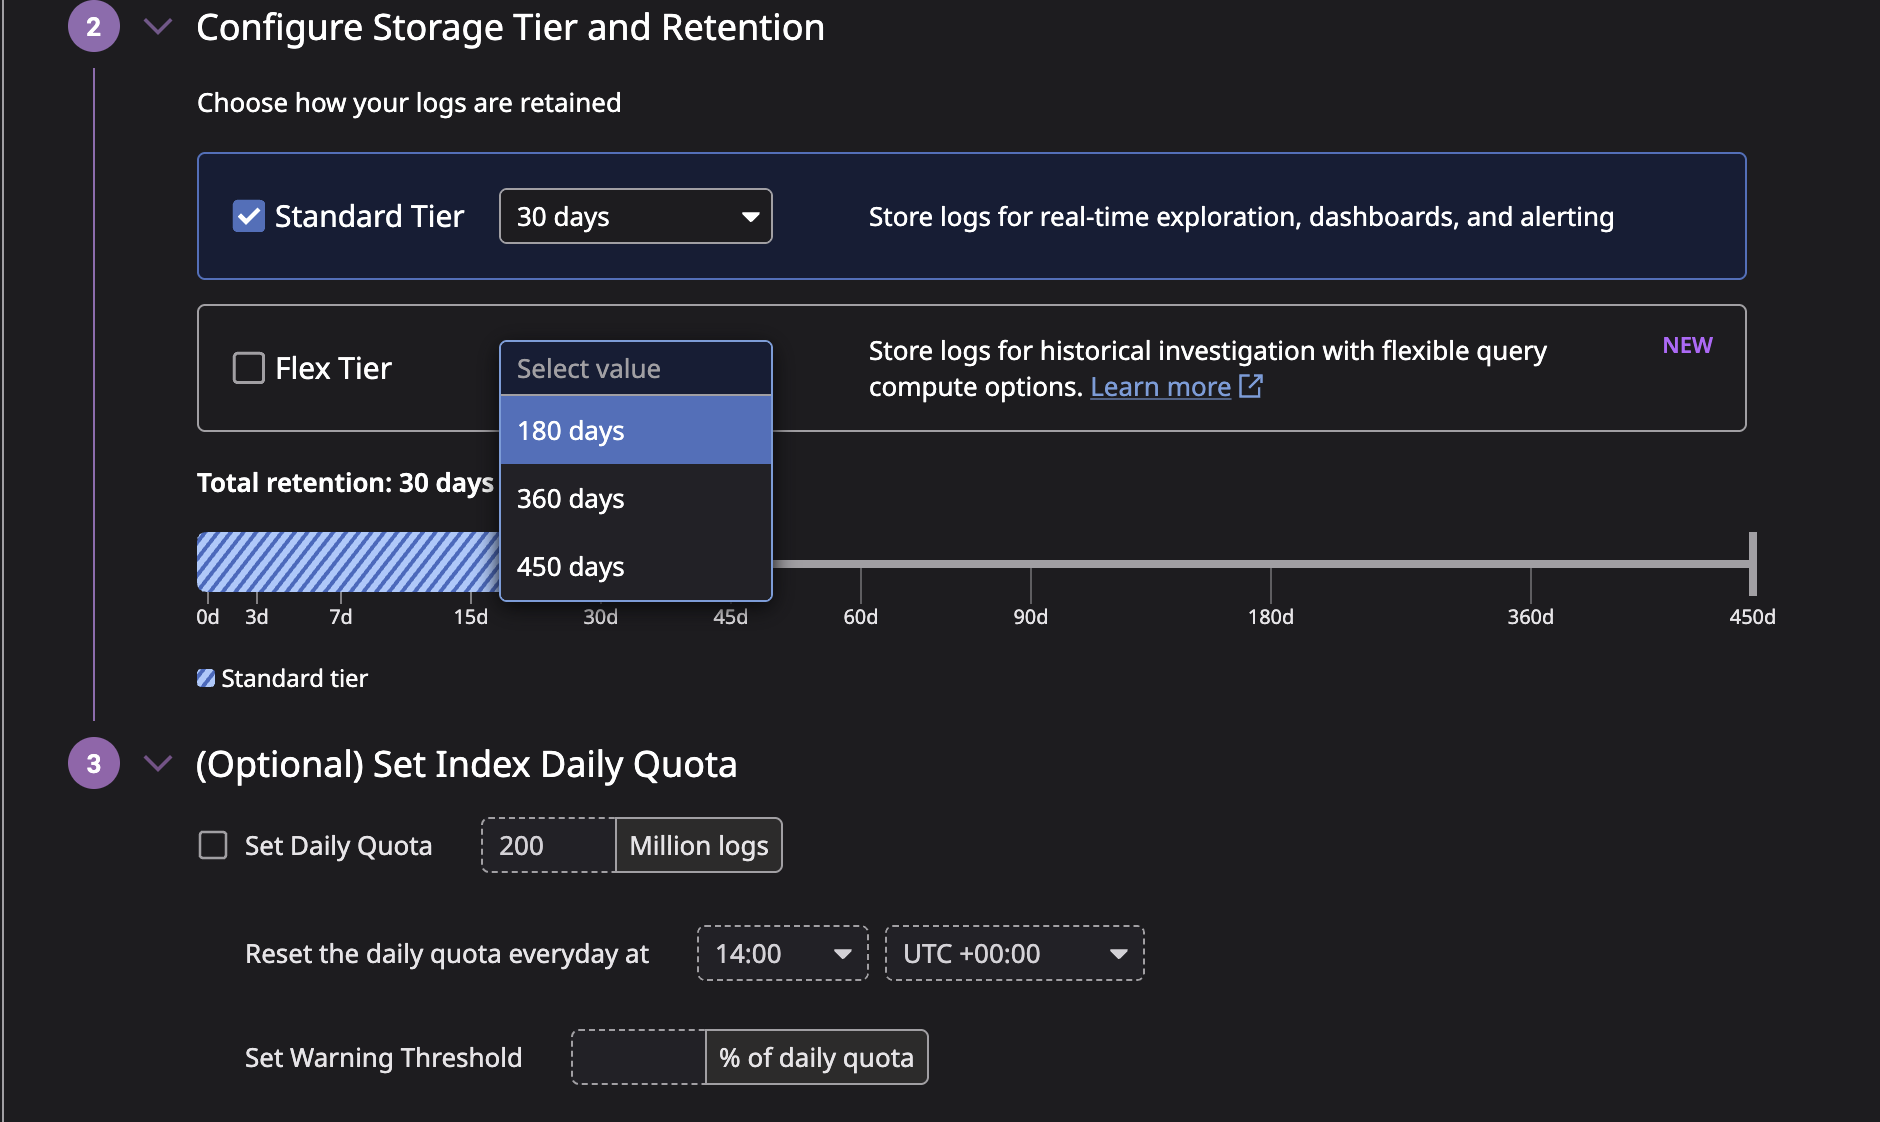 2
Configure Storage Tier and Retention
Choose how your logs are retained
Standard Tier
30 days
Store logs for real-time exploration, dashboards, and alerting
Flex Tier
Select value
180 days
360 days
450 days
Store logs for historical investigation with flexible query
compute options. Learn more
NEW
Total retention: 30 days
0d 3d 7d 15d 30d 45d 60d 90d 180d 360d 450d
Standard tier
3
(Optional) Set Index Daily Quota
Set Daily Quota
200
Million logs
Reset the daily quota everyday at
14:00
UTC +00:00
Set Warning Threshold
% of daily quota